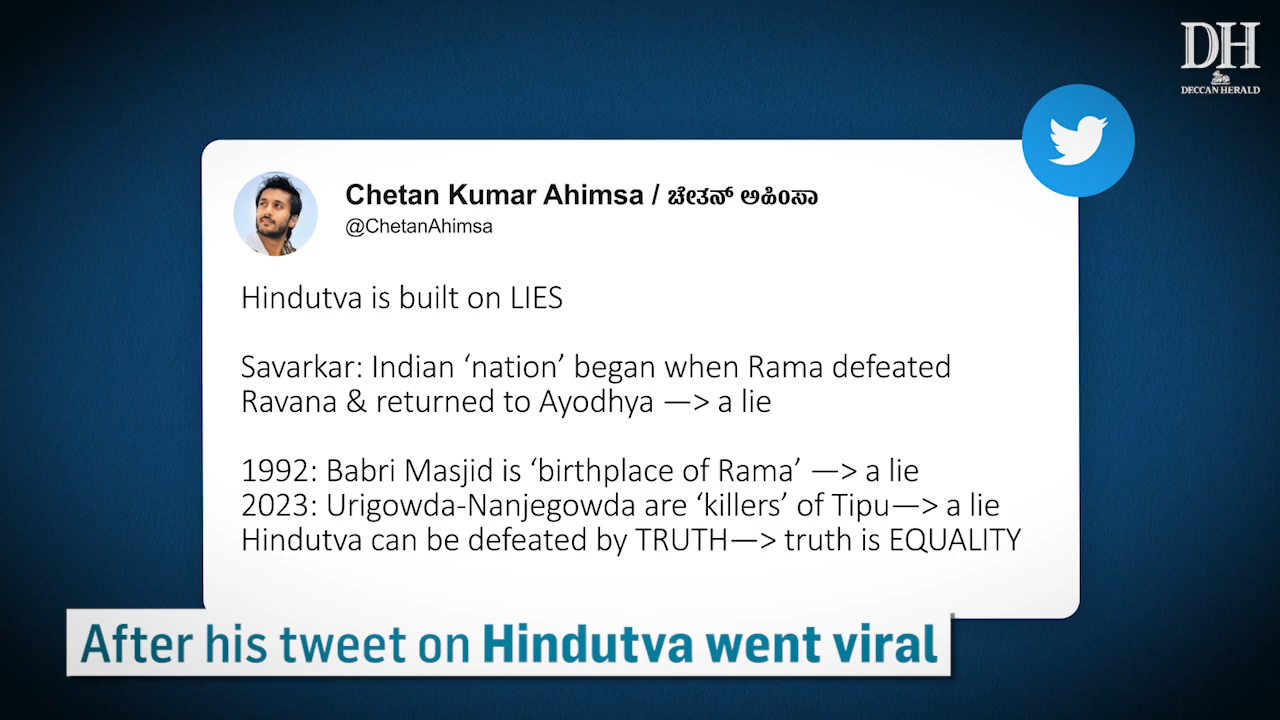 DH
DECCAN HERALD
Chetan Kumar Ahimsa / ಚೇತನ್ ಅಹಿಂಸಾ
@ChetanAhimsa
Hindutva is built on LIES
Savarkar: Indian ‘nation’ began when Rama defeated
Ravana & returned to Ayodhya —> a lie
1992: Babri Masjid is ‘birthplace of Rama’ —> a lie
2023: Urigowda-Nanjegowda are ‘killers’ of Tipu—> a lie
Hindutva can be defeated by TRUTH—> truth is EQUALITY
After his tweet on Hindutva went viral